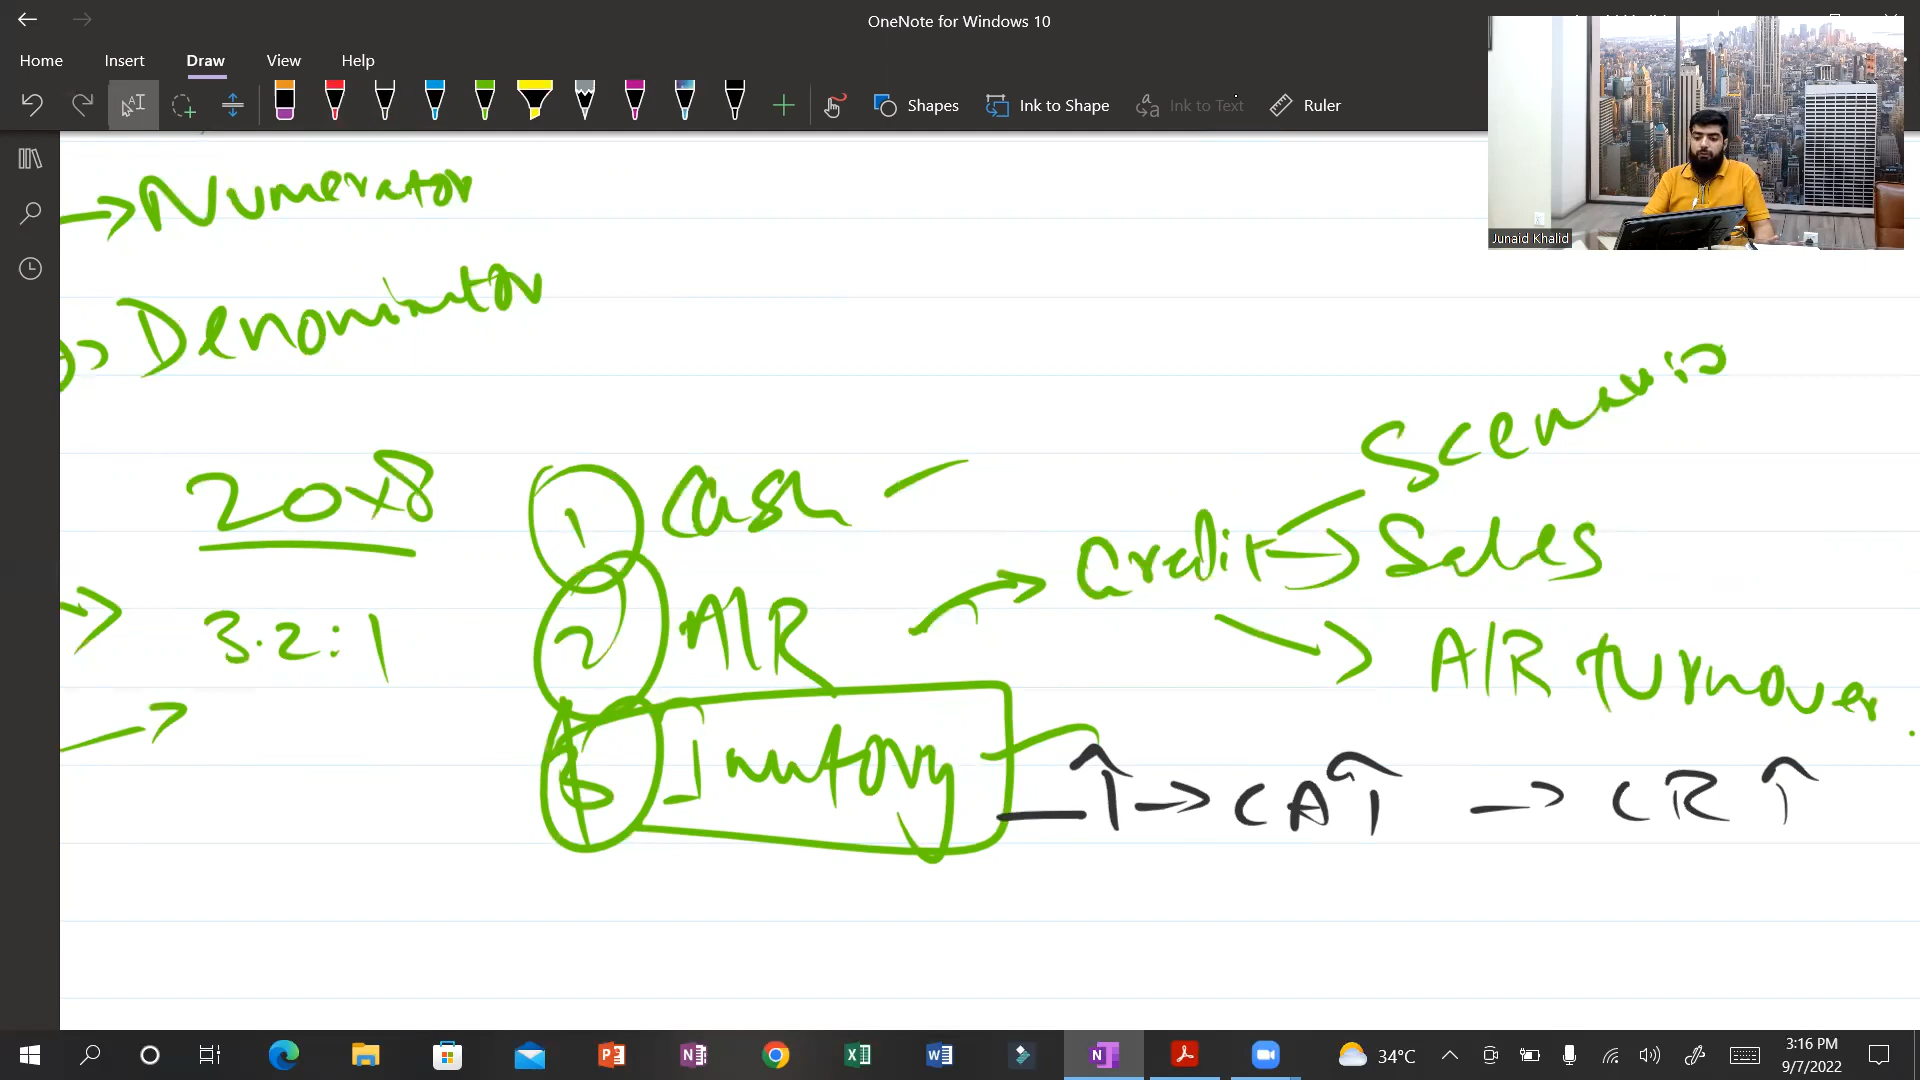 OneNote for Windows 10
Home Insert Draw View Help
Shapes Ink to Shape Ink to Text Ruler
Junaid Khalid
→ Numerator
Denominator
Scenario
20x8 1 Cash –
Credit → Sales
3.2:1 2 A/R → A/R turnover
Inventory ↑ → CA ↑ → CR ↑
34°C 3:16 PM
9/7/2022